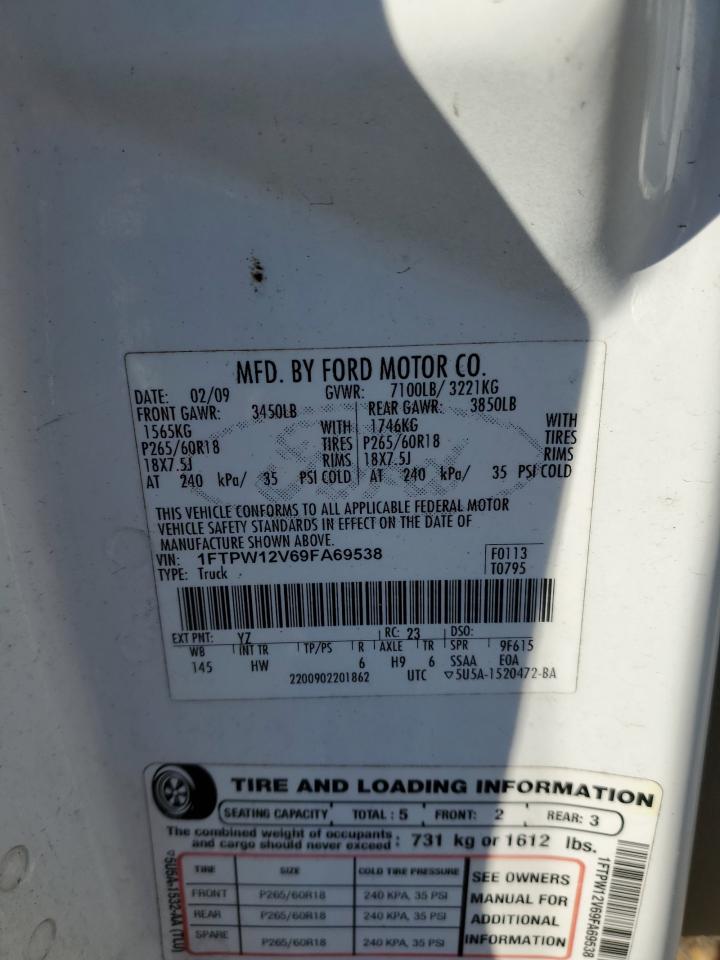 MFD. BY FORD MOTOR CO.
DATE: 02/09 GVWR: 7100LB/ 3221KG
FRONT GAWR: 3450LB REAR GAWR: 3850LB
1565KG WITH 1746KG WITH
P265/60R18 TIRES P265/60R18 TIRES
18X7.5J RIMS 18X7.5J RIMS
AT 240 kPa/ 35 PSI COLD AT 240 kPa/ 35 PSI COLD
THIS VEHICLE CONFORMS TO ALL APPLICABLE FEDERAL MOTOR
VEHICLE SAFETY STANDARDS IN EFFECT ON THE DATE OF
MANUFACTURE SHOWN ABOVE.
VIN: 1FTPW12V69FA69538 F0113
TYPE: Truck T0795
EXT PNT: YZ RC: 23 DSO:
WB INT TR TP/PS R AXLE TR SPR 9F615
145 HW 6 H9 6 SSAA E0A
2200902201862 UTC ▽5U5A-1520472-BA
TIRE AND LOADING INFORMATION
SEATING CAPACITY TOTAL : 5 FRONT: 2 REAR: 3
The combined weight of occupants
and cargo should never exceed : 731 kg or 1612 lbs.
TIRE SIZE COLD TIRE PRESSURE SEE OWNERS
FRONT P265/60R18 240 KPA, 35 PSI MANUAL FOR
REAR P265/60R18 240 KPA, 35 PSI ADDITIONAL
SPARE P265/60R18 240 KPA, 35 PSI INFORMATION
▽5U5A-1532-AA (TU)
1FTPW12V69FA69538